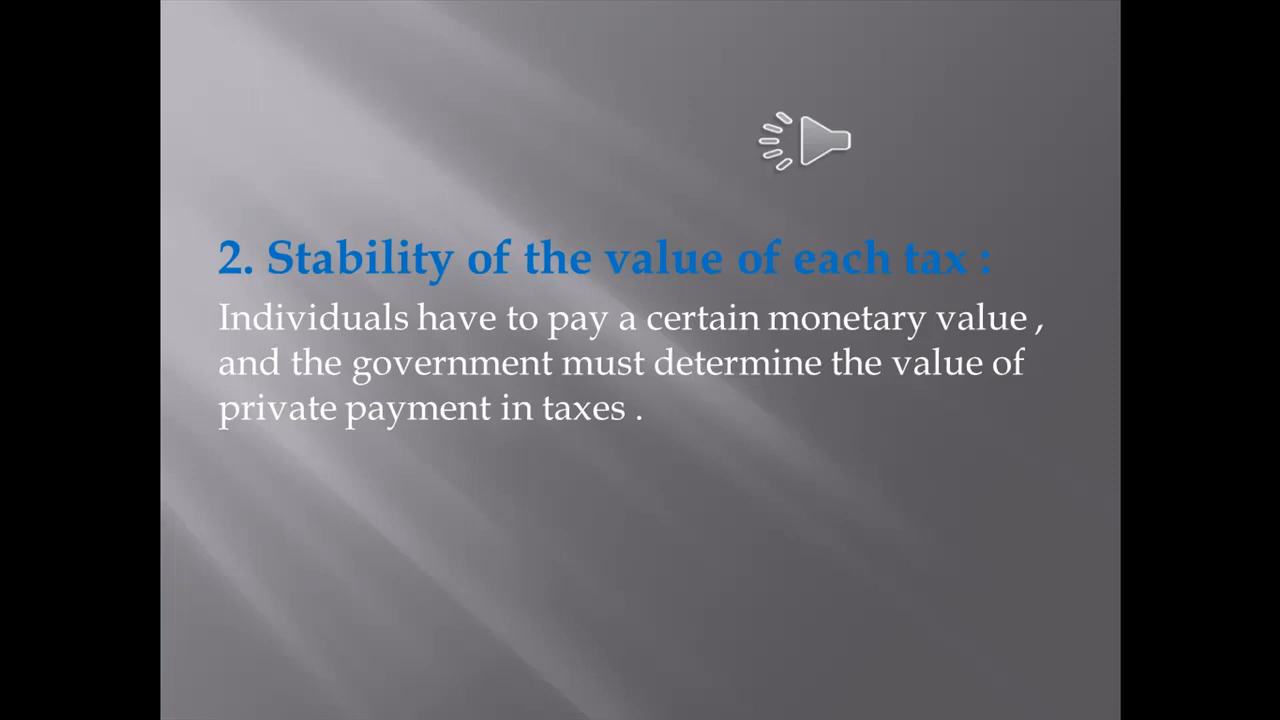 2. Stability of the value of each tax :
Individuals have to pay a certain monetary value ,
and the government must determine the value of
private payment in taxes .